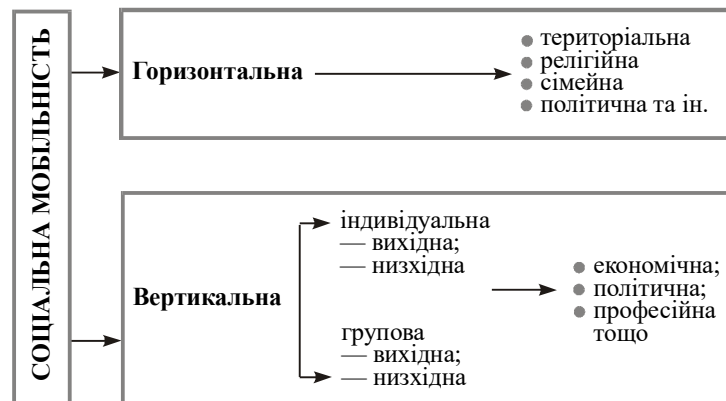 СОЦІАЛЬНА МОБІЛЬНІСТЬ
Горизонтальна
● територіальна
● релігійна
● сімейна
● політична та ін.
Вертикальна
індивідуальна
— вихідна;
— низхідна
групова
— вихідна;
— низхідна
● економічна;
● політична;
● професійна
тощо